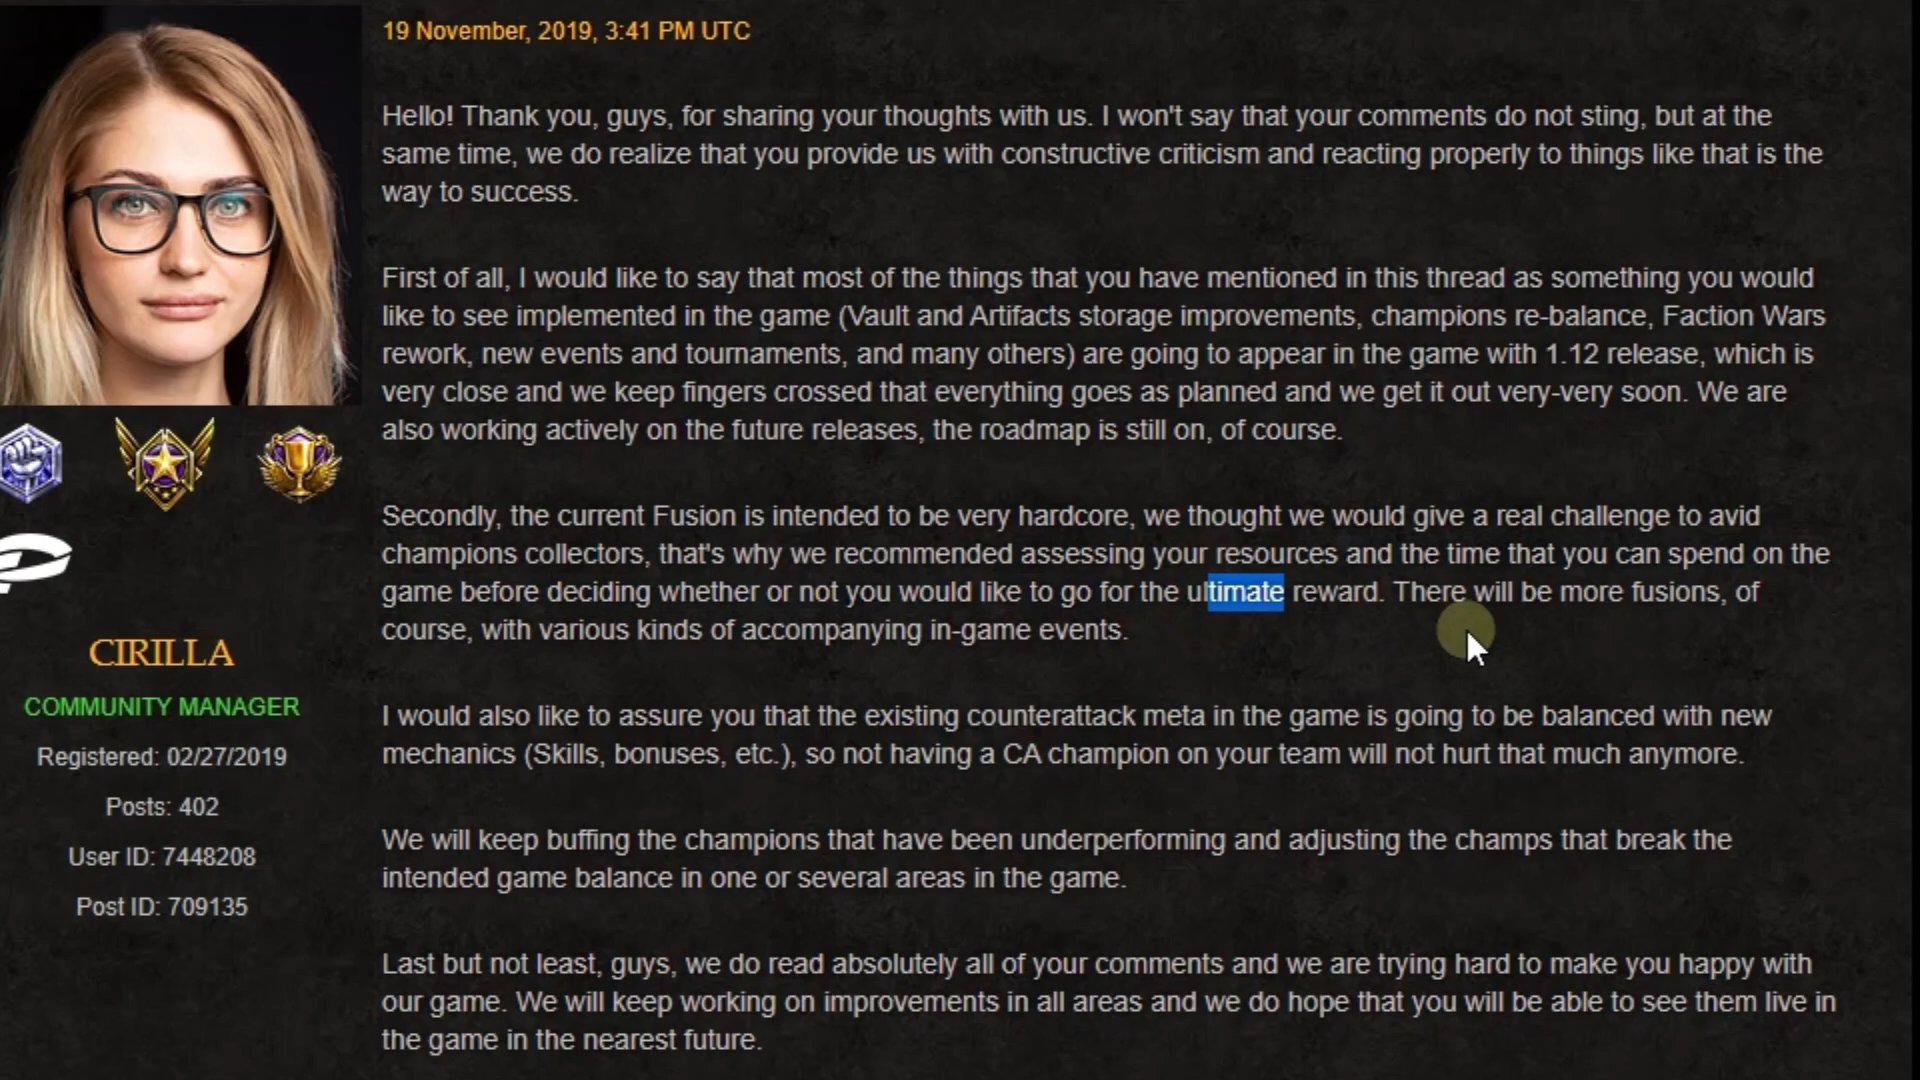 19 November, 2019, 3:41 PM UTC
Hello! Thank you, guys, for sharing your thoughts with us. I won't say that your comments do not sting, but at the
same time, we do realize that you provide us with constructive criticism and reacting properly to things like that is the
way to success.
First of all, I would like to say that most of the things that you have mentioned in this thread as something you would
like to see implemented in the game (Vault and Artifacts storage improvements, champions re-balance, Faction Wars
rework, new events and tournaments, and many others) are going to appear in the game with 1.12 release, which is
very close and we keep fingers crossed that everything goes as planned and we get it out very-very soon. We are
also working actively on the future releases, the roadmap is still on, of course.
Secondly, the current Fusion is intended to be very hardcore, we thought we would give a real challenge to avid
champions collectors, that's why we recommended assessing your resources and the time that you can spend on the
game before deciding whether or not you would like to go for the ultimate reward. There will be more fusions, of
course, with various kinds of accompanying in-game events.
I would also like to assure you that the existing counterattack meta in the game is going to be balanced with new
mechanics (Skills, bonuses, etc.), so not having a CA champion on your team will not hurt that much anymore.
We will keep buffing the champions that have been underperforming and adjusting the champs that break the
intended game balance in one or several areas in the game.
Last but not least, guys, we do read absolutely all of your comments and we are trying hard to make you happy with
our game. We will keep working on improvements in all areas and we do hope that you will be able to see them live in
the game in the nearest future.
CIRILLA
COMMUNITY MANAGER
Registered: 02/27/2019
Posts: 402
User ID: 7448208
Post ID: 709135